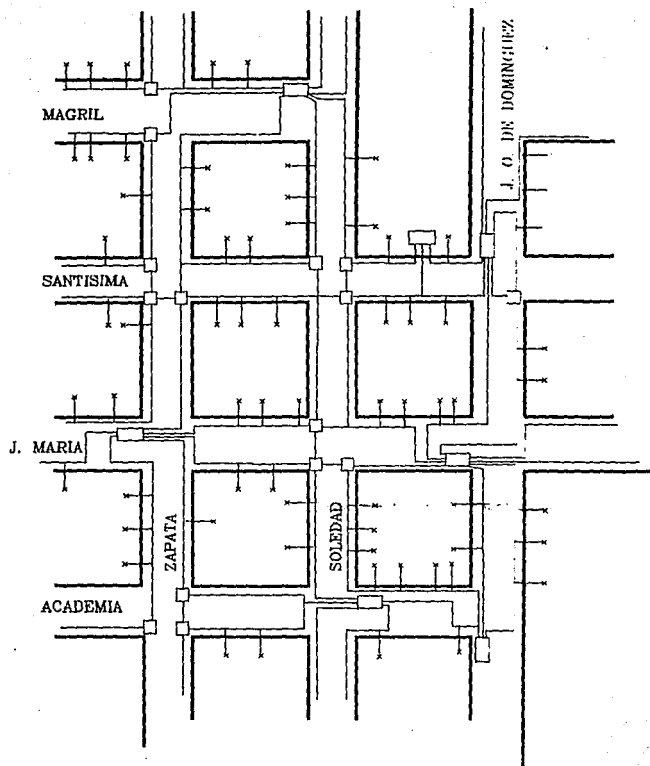 MAGRIL
J. O. DE DOMINGUEZ
SANTISIMA
J. MARIA
ZAPATA
SOLEDAD
ACADEMIA